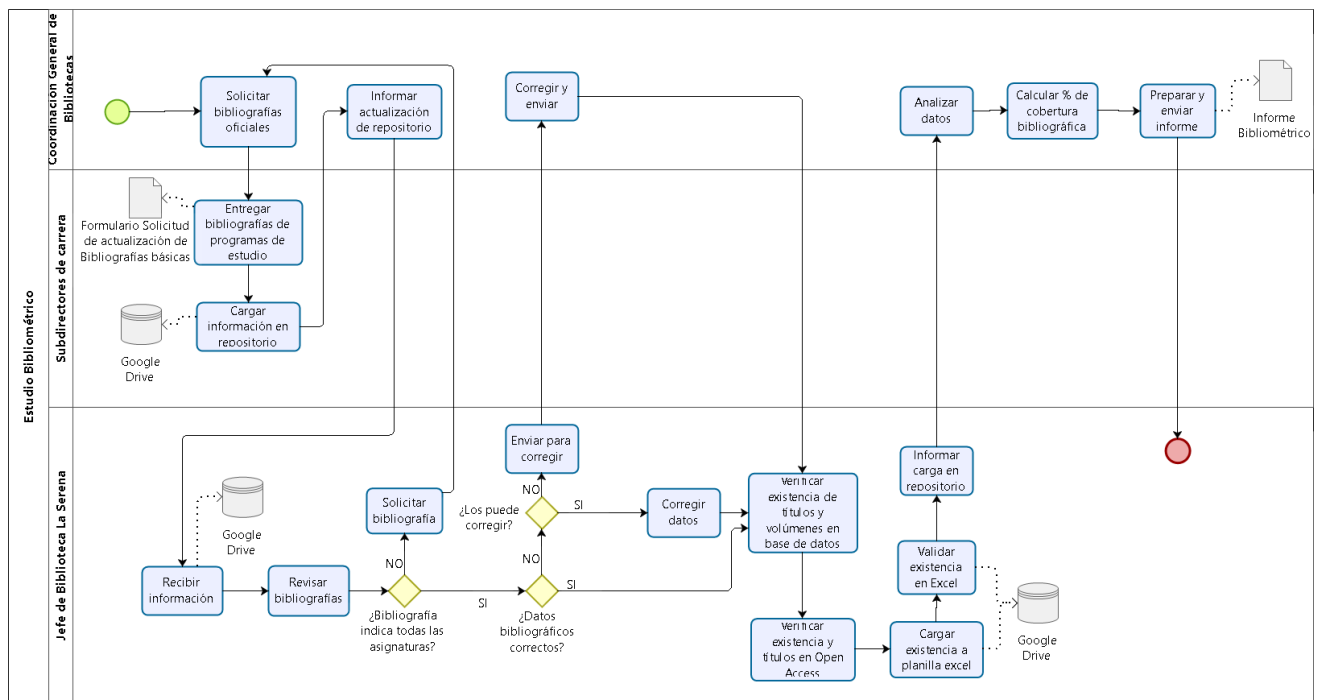 Estudio Bibliométrico
Coordinacion General de
Bibliotecas
Solicitar
bibliografías
oficiales
Informar
actualización
de repositorio
Corregir y
enviar
Analizar
datos
Calcular % de
cobertura
bibliográfica
Preparar y
enviar
informe
Informe
Bibliométrico
Subdirectores de carrera
Formulario Solicitud
de actualización de
Bibliografías básicas
Entregar
bibliografías de
programas de
estudio
Cargar
información en
repositorio
Google
Drive
Jefe de Biblioteca La Serena
Google
Drive
Recibir
información
Revisar
bibliografías
Solicitar
bibliografía
NO
¿Bibliografía
indica todas las
asignaturas?
SI
Enviar para
corregir
NO
¿Los puede
corregir?
SI
NO
SI
¿Datos
bibliográficos
correctos?
Corregir
datos
Verificar
existencia de
títulos y
volúmenes en
base de datos
Verificar
existencia y
títulos en Open
Access
Informar
carga en
repositorio
Validar
existencia
en Excel
Cargar
existencia a
planilla excel
Google
Drive